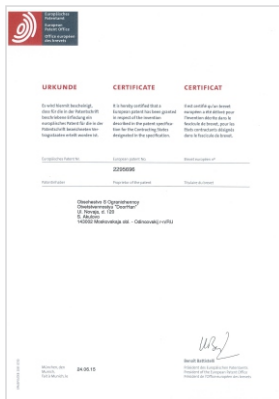 Europäisches
Patentamt
European
Patent Office
Office européen
des brevets
URKUNDE
CERTIFICATE
CERTIFICAT
Es wird hiermit bescheinigt,
dass für die in der Patentschrift
beschriebene Erfindung ein
europäisches Patent für die in der
Patentschrift bezeichneten Ver-
tragsstaaten erteilt worden ist.
It is hereby certified that a
European patent has been granted
in respect of the invention
described in the patent specifica-
tion for the Contracting States
designated in the specification.
Il est certifié qu'un brevet
européen a été délivré pour
l'invention décrite dans le
fascicule de brevet, pour les
Etats contractants désignés
dans le fascicule de brevet.
Europäisches Patent Nr.
European patent No.
Brevet européen n°
2295696
Patentinhaber
Proprietor of the patent
Titulaire du brevet
Obschestvo S Ogranichennoy
Otvetstvennostyu "DoorHan"
Ul. Novaja, d. 120
S. Akulovo
143002 Moskovskaja obl. - Odincovskij r-n/RU
Benoît Battistelli
Präsident des Europäischen Patentamts
President of the European Patent Office
Président de l'Office européen des brevets
München, den
Munich,
Fait à Munich, le
24.06.15